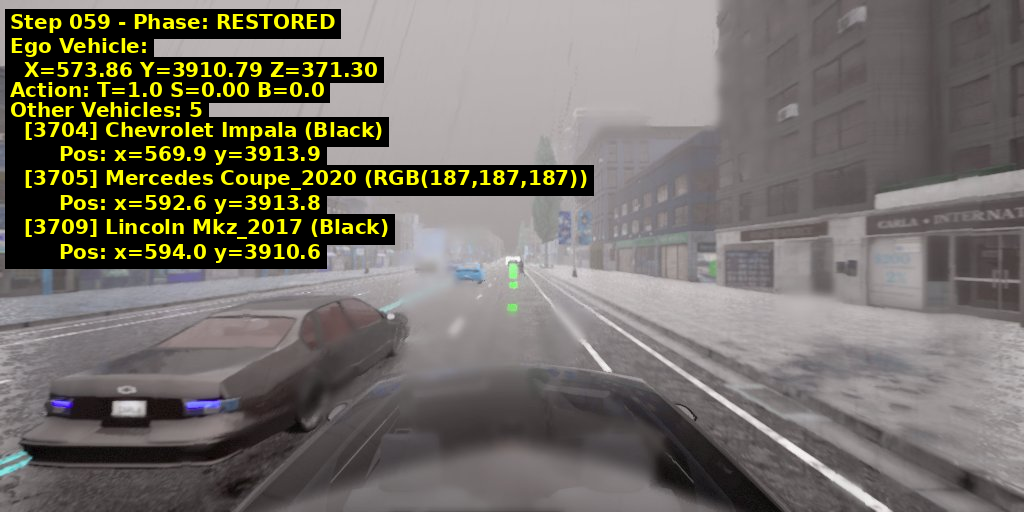 Step 059 - Phase: RESTORED
Ego Vehicle:
X=573.86 Y=3910.79 Z=371.30
Action: T=1.0 S=0.00 B=0.0
Other Vehicles: 5
[3704] Chevrolet Impala (Black)
Pos: x=569.9 y=3913.9
[3705] Mercedes Coupe_2020 (RGB(187,187,187))
Pos: x=592.6 y=3913.8
[3709] Lincoln Mkz_2017 (Black)
Pos: x=594.0 y=3910.6
CARLA • INTERNAT